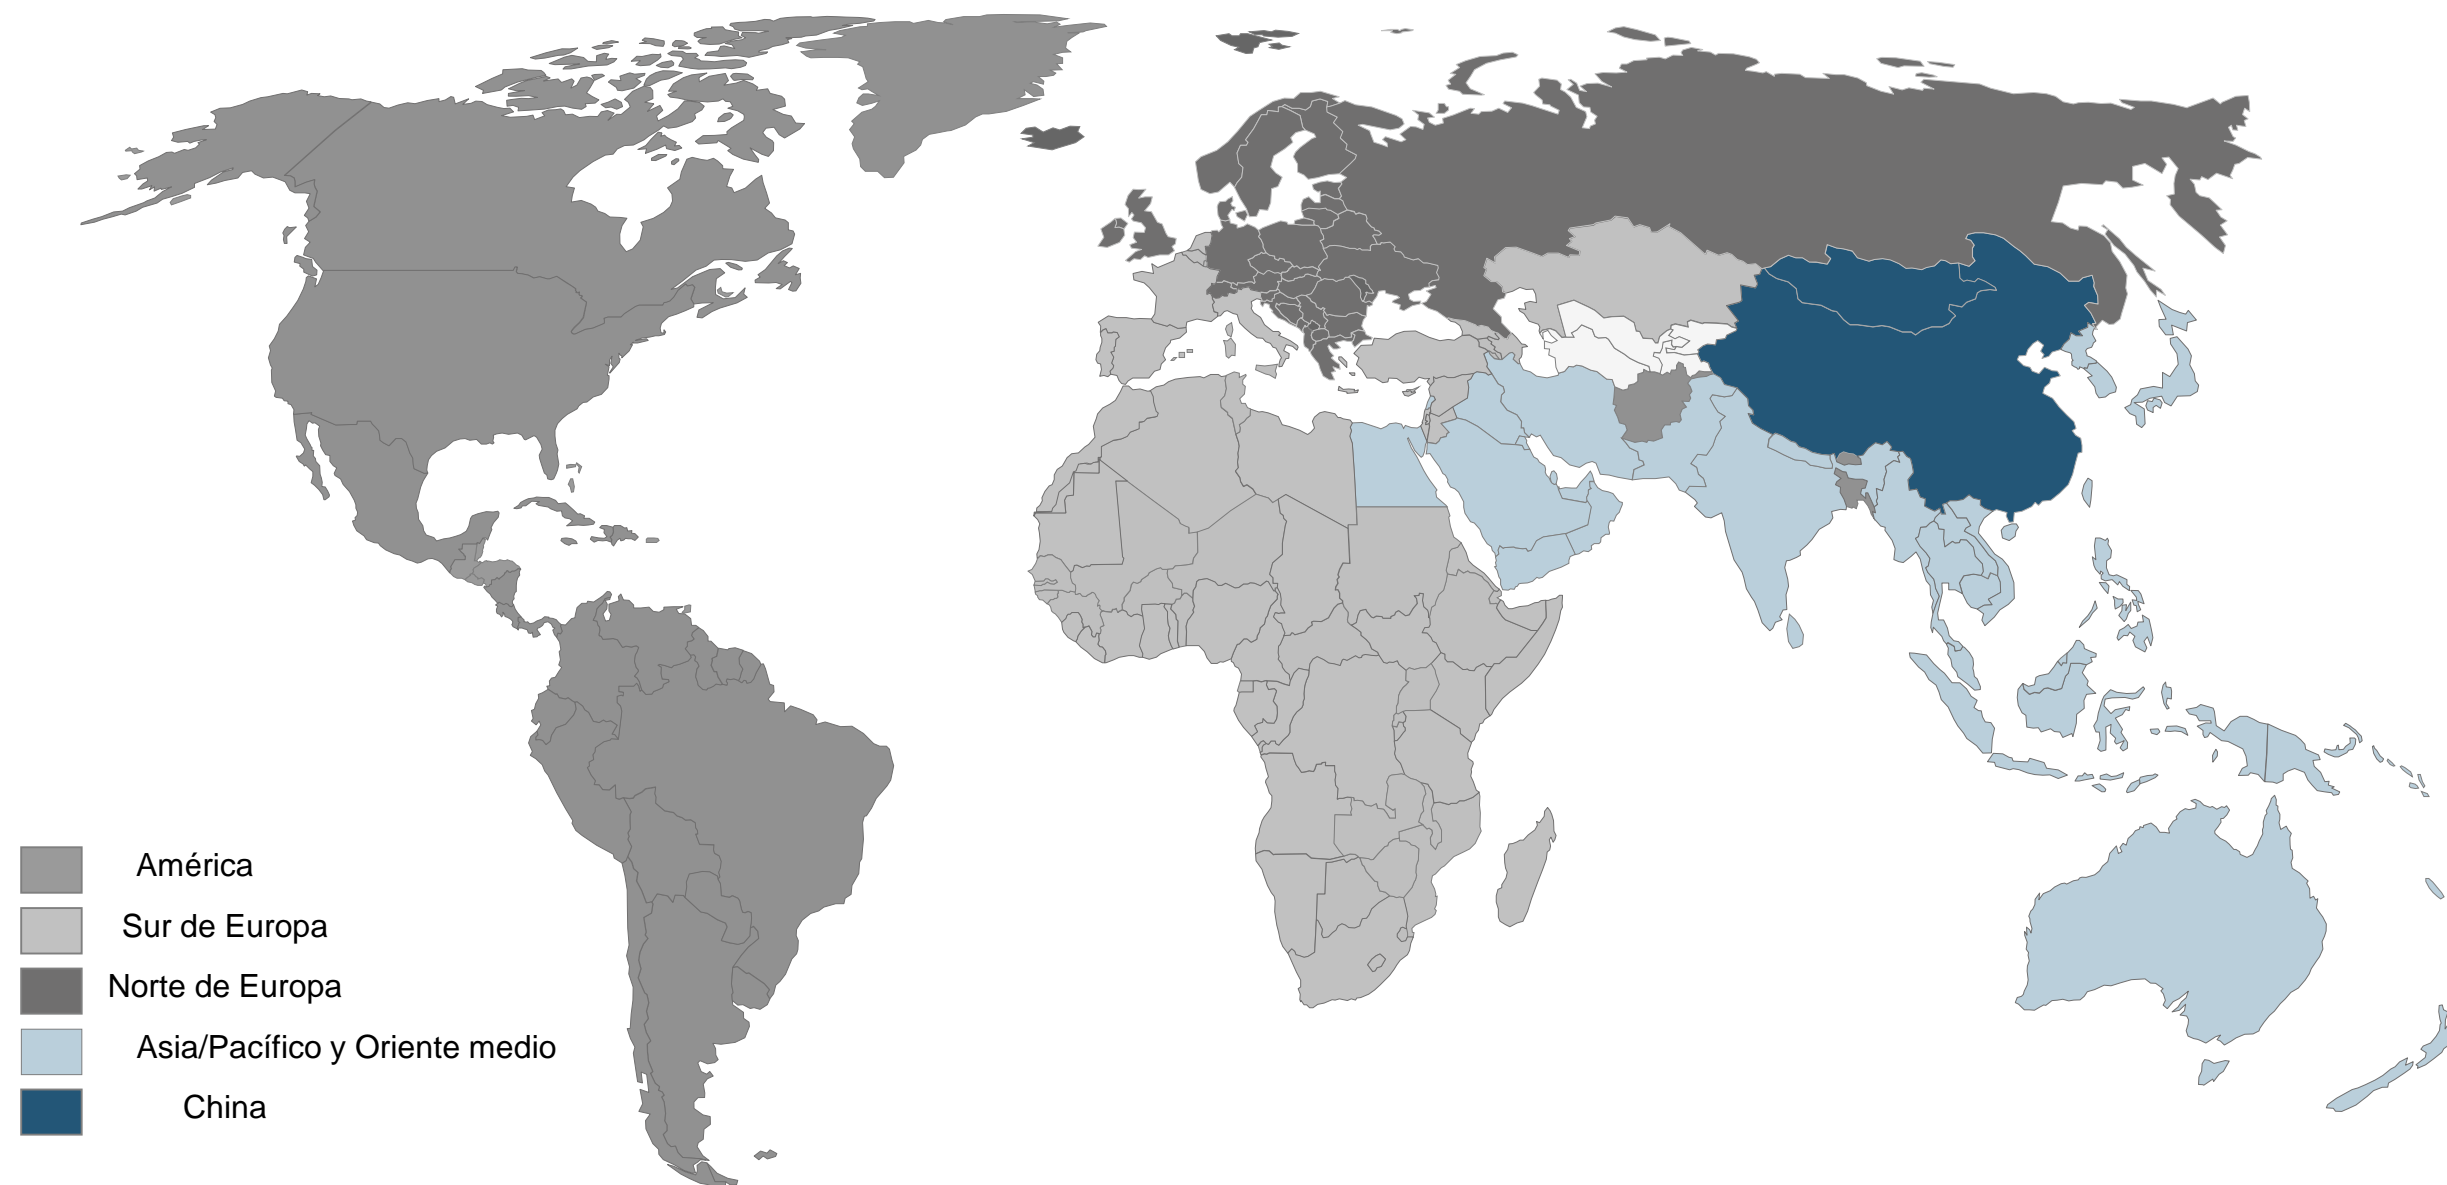 América
Sur de Europa
Norte de Europa
Asia/Pacífico y Oriente medio
China